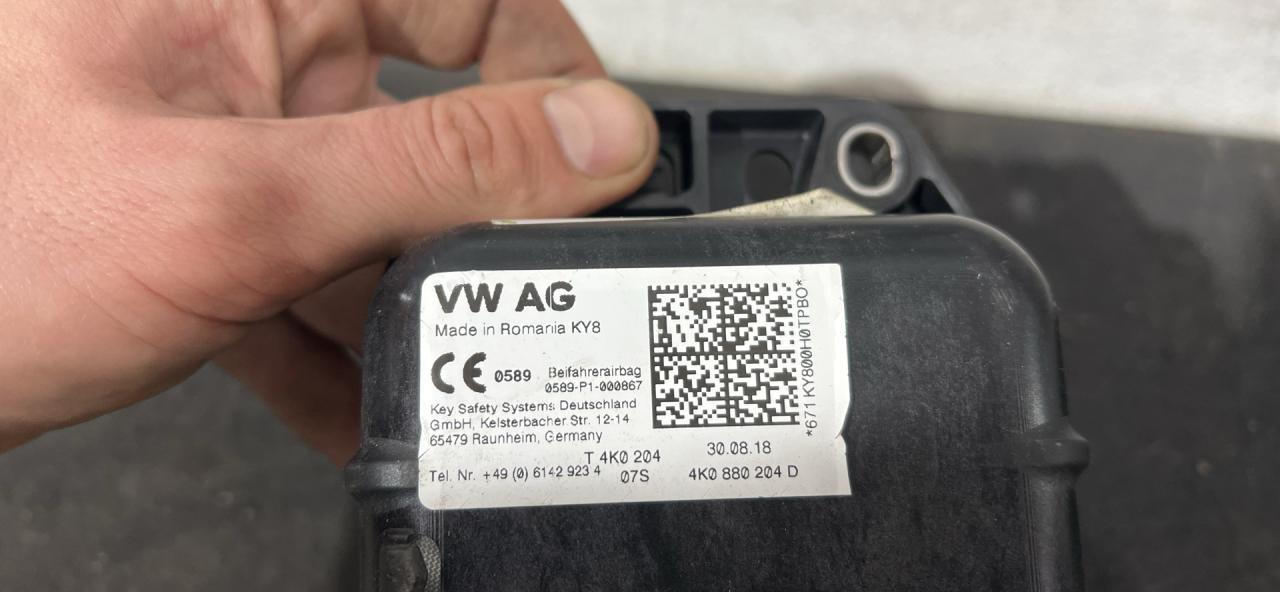 VW AG
Made in Romania KY8
CE 0589 Beifahrerairbag
0589-P1-000867
Key Safety Systems Deutschland
GmbH, Kelsterbacher Str. 12-14
65479 Raunheim, Germany
T 4K0 204 30.08.18
Tel. Nr. +49 (0) 6142 923 4 07S 4K0 880 204 D
*671KY800H0TPBO*